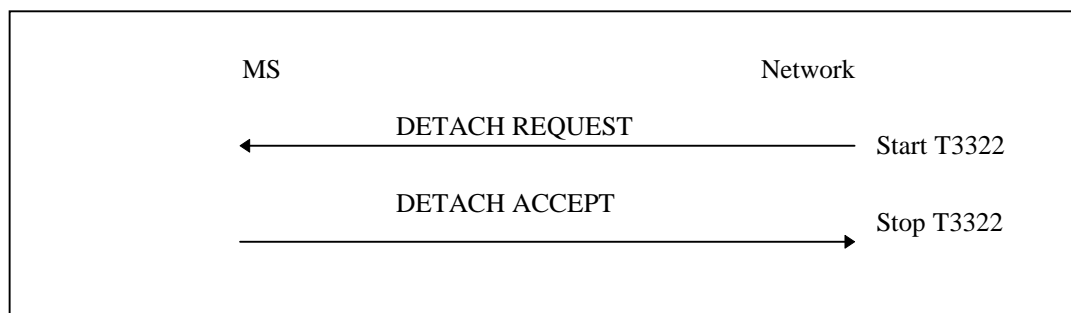 MS Network
DETACH REQUEST
Start T3322
DETACH ACCEPT
Stop T3322